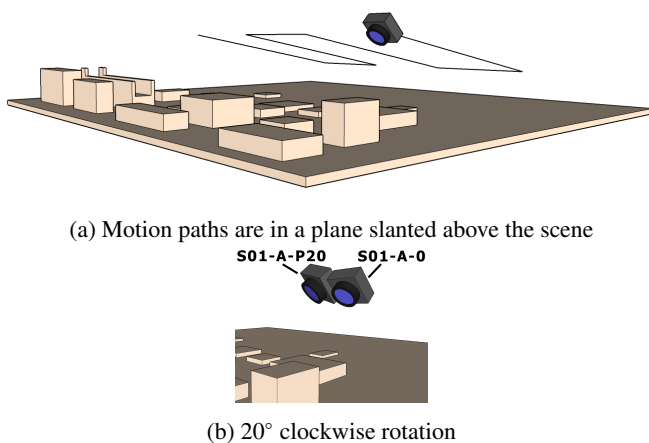 (a) Motion paths are in a plane slanted above the scene
S01-A-P20 S01-A-0
(b) 20° clockwise rotation